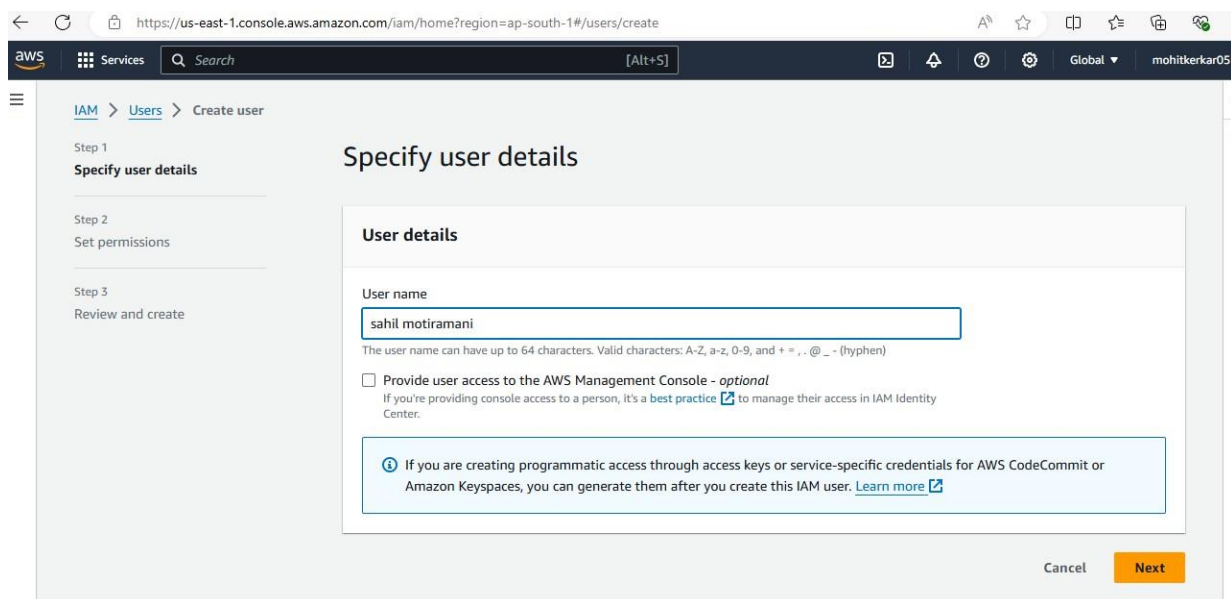 https://us-east-1.console.aws.amazon.com/iam/home?region=ap-south-1#/users/create
aws Services Search [Alt+S] Global mohitkerkar05
IAM > Users > Create user
Step 1
Specify user details
Step 2
Set permissions
Step 3
Review and create
Specify user details
User details
User name
sahil motiramani
The user name can have up to 64 characters. Valid characters: A-Z, a-z, 0-9, and + = , . @ _ - (hyphen)
Provide user access to the AWS Management Console - optional
If you're providing console access to a person, it's a best practice to manage their access in IAM Identity
Center.
If you are creating programmatic access through access keys or service-specific credentials for AWS CodeCommit or
Amazon Keyspaces, you can generate them after you create this IAM user. Learn more
Cancel Next